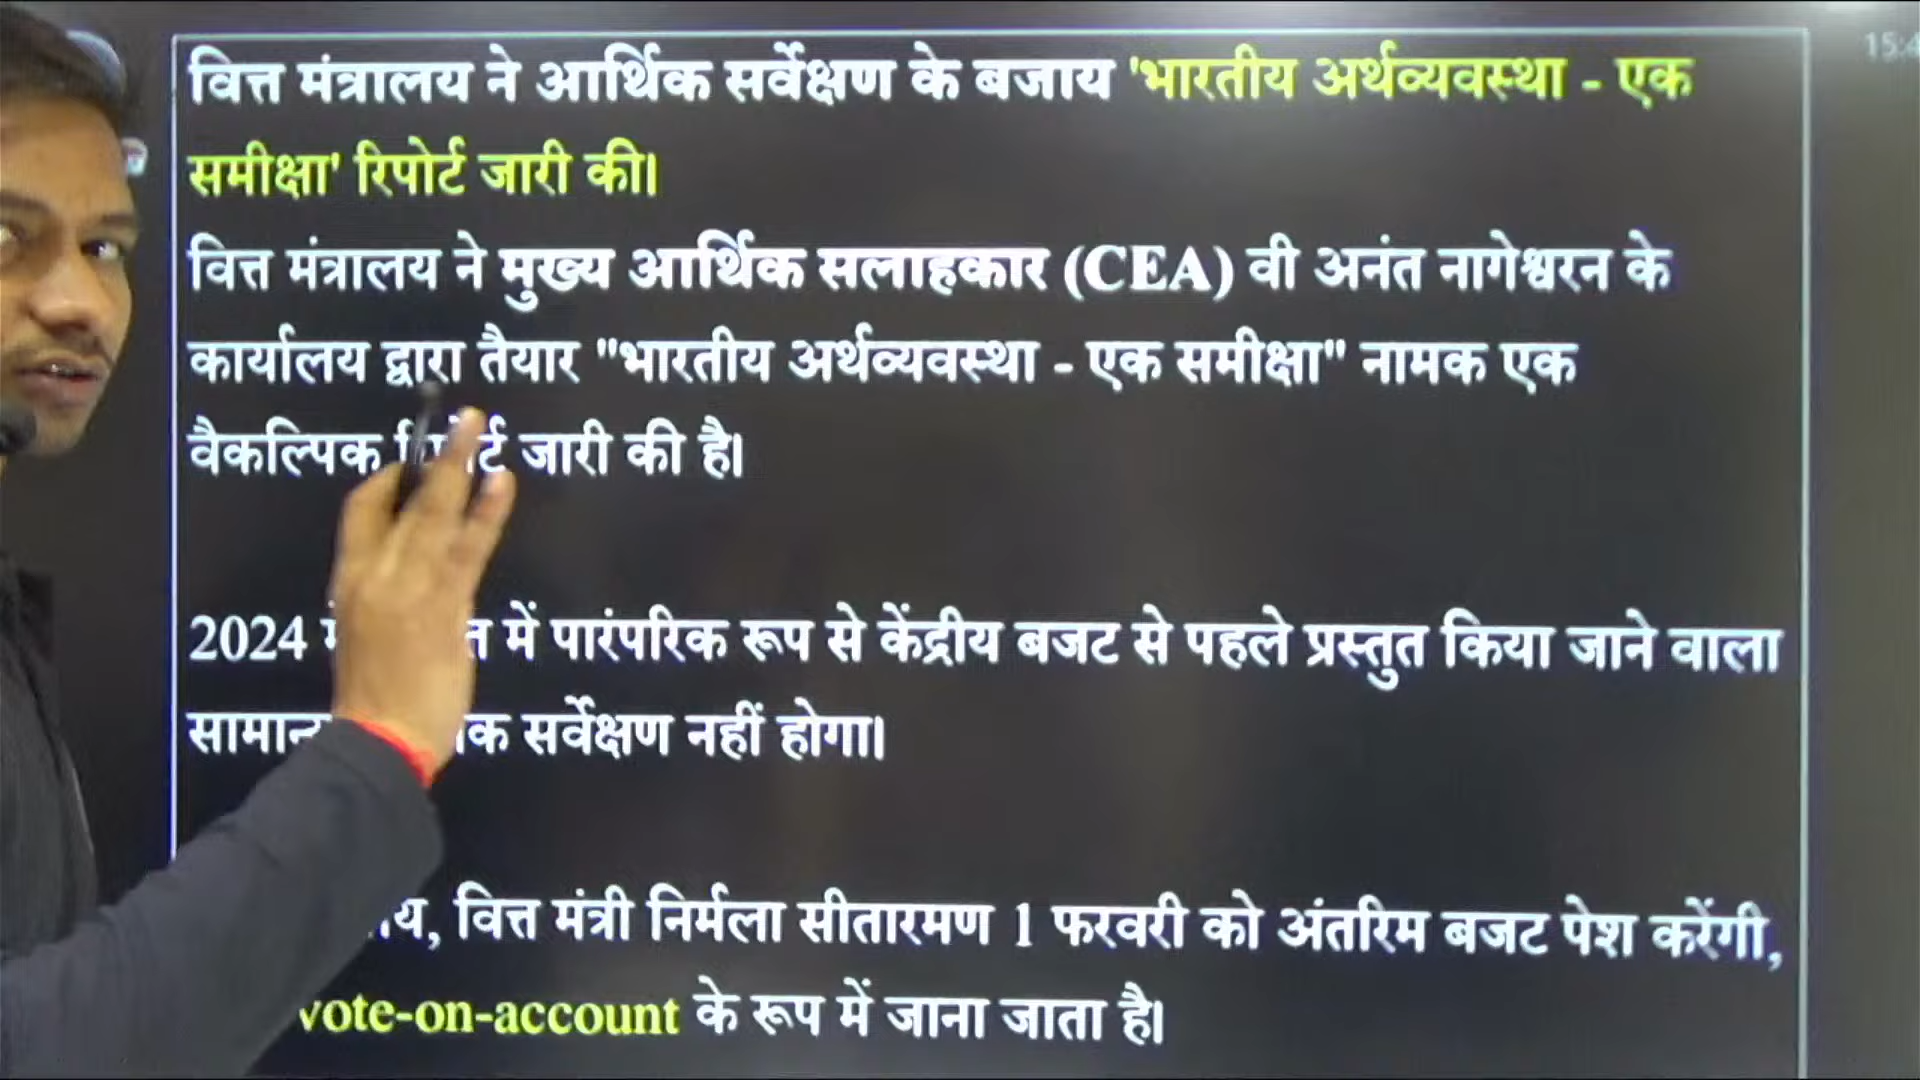 15:4
वित्त मंत्रालय ने आर्थिक सर्वेक्षण के बजाय 'भारतीय अर्थव्यवस्था - एक
समीक्षा' रिपोर्ट जारी की।
वित्त मंत्रालय ने मुख्य आर्थिक सलाहकार (CEA) वी अनंत नागेश्वरन के
कार्यालय द्वारा तैयार "भारतीय अर्थव्यवस्था - एक समीक्षा" नामक एक
वैकल्पिक जारी की है।
2024 में पारंपरिक रूप से केंद्रीय बजट से पहले प्रस्तुत किया जाने वाला
सर्वेक्षण नहीं होगा।
वित्त मंत्री निर्मला सीतारमण 1 फरवरी को अंतरिम बजट पेश करेंगी,
vote-on-account के रूप में जाना जाता है।